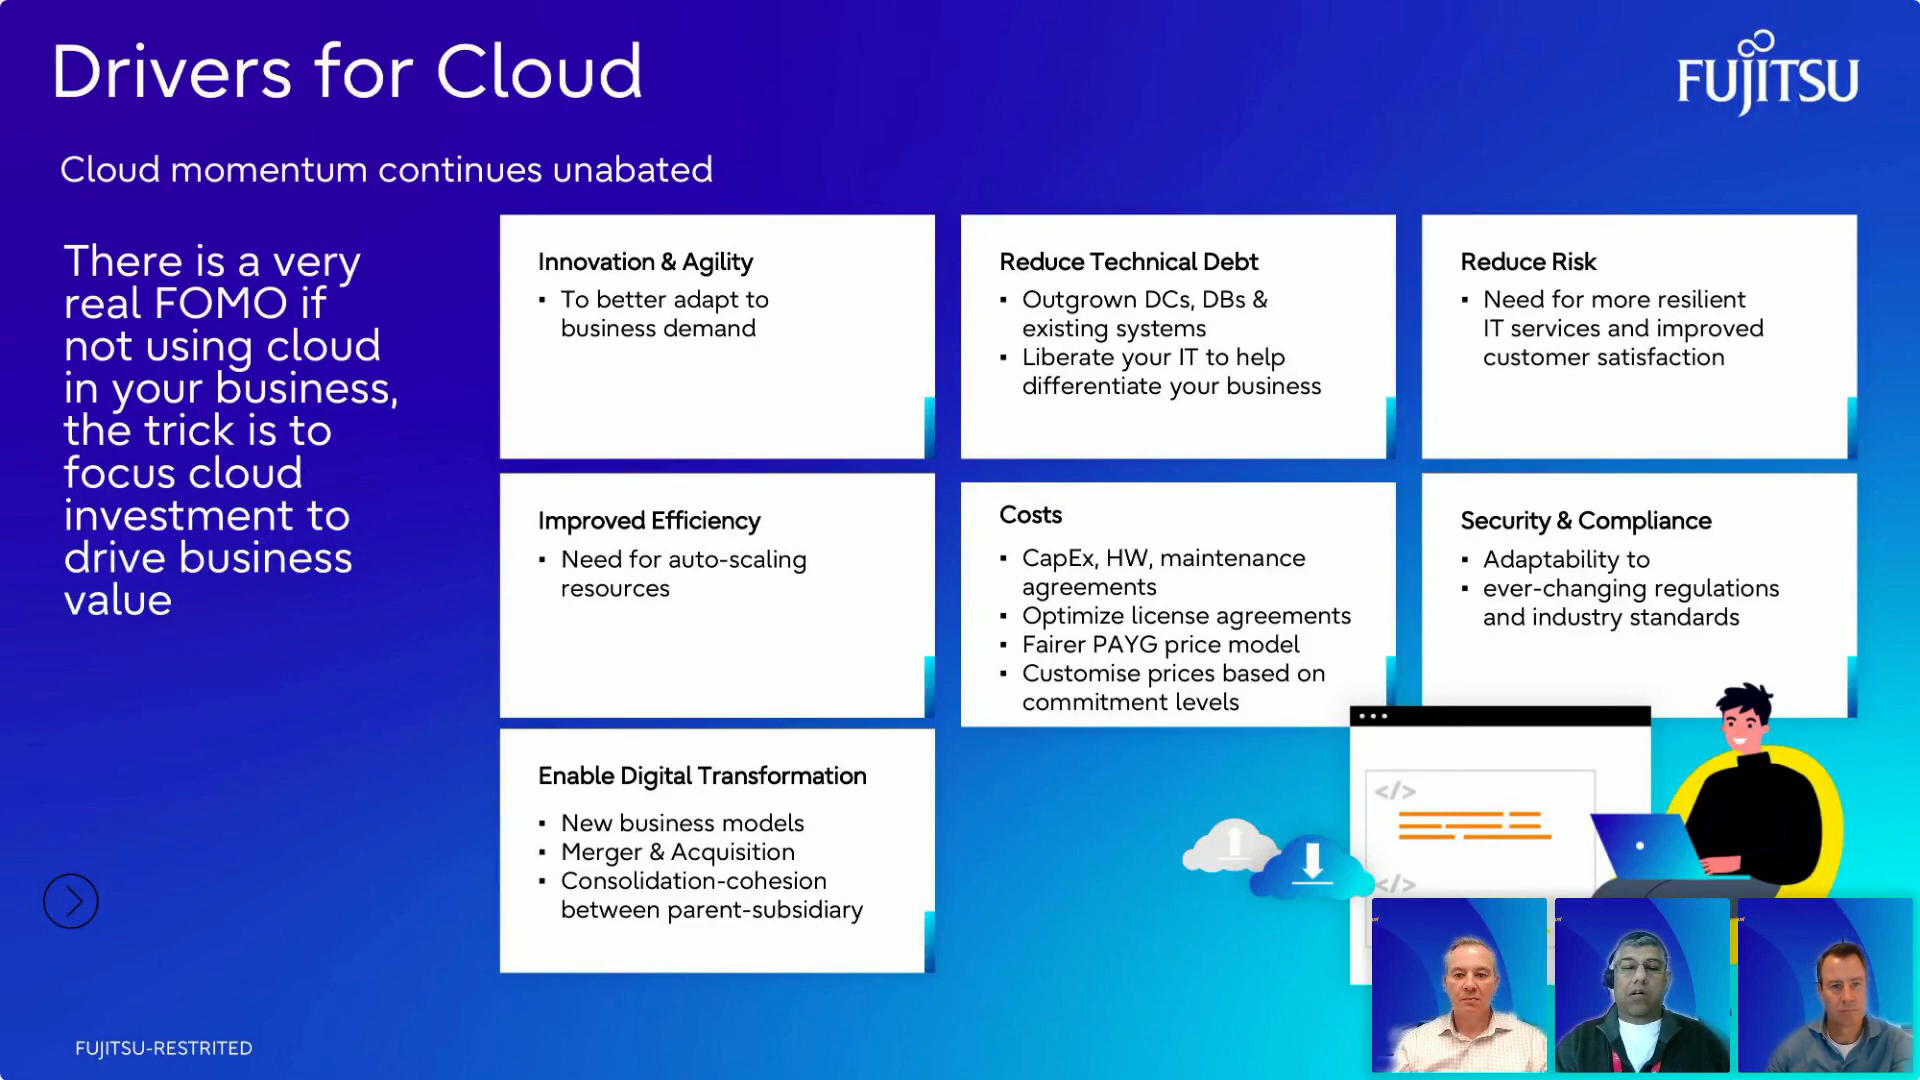 Drivers for Cloud
FUJITSU
Cloud momentum continues unabated
There is a very
real FOMO if
not using cloud
in your business,
the trick is to
focus cloud
investment to
drive business
value
Innovation & Agility
▪ To better adapt to
business demand
Reduce Technical Debt
▪ Outgrown DCs, DBs &
existing systems
▪ Liberate your IT to help
differentiate your business
Reduce Risk
▪ Need for more resilient
IT services and improved
customer satisfaction
Improved Efficiency
▪ Need for auto-scaling
resources
Costs
▪ CapEx, HW, maintenance
agreements
▪ Optimize license agreements
▪ Fairer PAYG price model
▪ Customise prices based on
commitment levels
Security & Compliance
▪ Adaptability to
▪ ever-changing regulations
and industry standards
Enable Digital Transformation
▪ New business models
▪ Merger & Acquisition
▪ Consolidation-cohesion
between parent-subsidiary
</>
</>
FUJITSU-RESTRITED